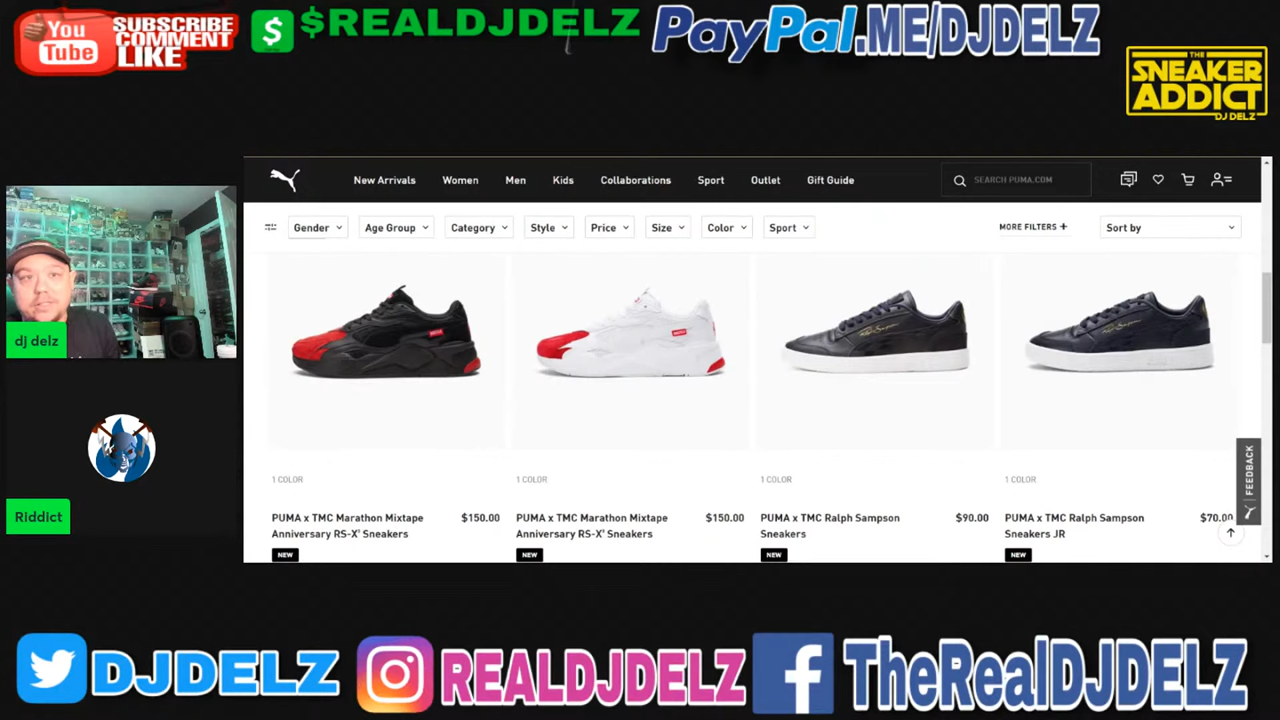 You Tube
SUBSCRIBE
COMMENT
LIKE
$ $REALDJDELZ
PayPal.ME/DJDELZ
THE
SNEAKER
ADDICT
DJ DELZ
New Arrivals Women Men Kids Collaborations Sport Outlet Gift Guide
SEARCH PUMA.COM
Gender Age Group Category Style Price Size Color Sport
MORE FILTERS +
Sort by
dj delz
Riddict
1 COLOR
PUMA x TMC Marathon Mixtape $150.00
Anniversary RS-X³ Sneakers
NEW
1 COLOR
PUMA x TMC Marathon Mixtape $150.00
Anniversary RS-X³ Sneakers
NEW
1 COLOR
PUMA x TMC Ralph Sampson $90.00
Sneakers
NEW
1 COLOR
PUMA x TMC Ralph Sampson $70.00
Sneakers JR
NEW
FEEDBACK
DJDELZ
REALDJDELZ
TheRealDJDELZ